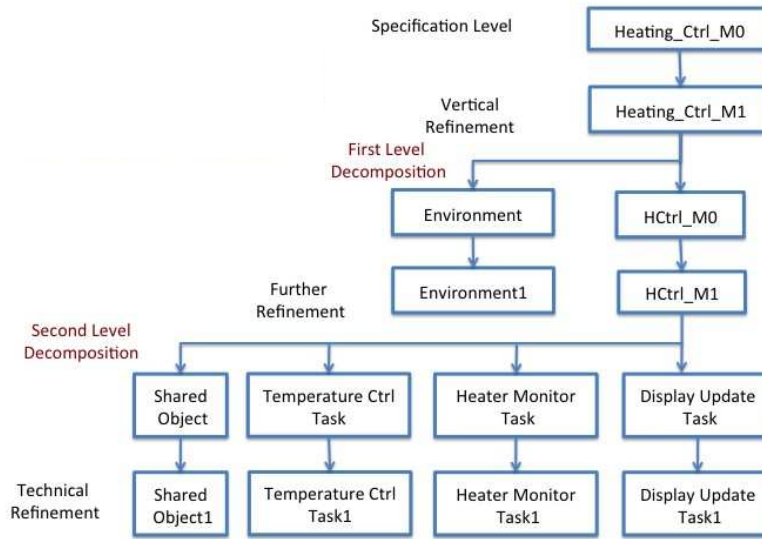 Specification Level
Heating_Ctrl_M0
Vertical
Refinement
Heating_Ctrl_M1
First Level
Decomposition
Environment
HCtrl_M0
Further
Refinement
Environment1
HCtrl_M1
Second Level
Decomposition
Shared
Object
Temperature Ctrl
Task
Heater Monitor
Task
Display Update
Task
Technical
Refinement
Shared
Object1
Temperature Ctrl
Task1
Heater Monitor
Task1
Display Update
Task1